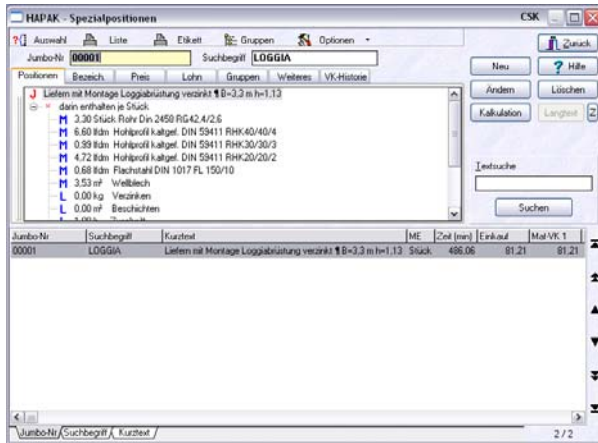 HAPAK - Spezialpositionen CSK
Auswahl Liste Etikett Gruppen Optionen
Zurück
Jumbo-Nr 00001 Suchbegriff LOGGIA
Neu Hilfe
Positionen Bezeich. Preis Lohn Gruppen Weiteres VK-Historie
J Liefern mit Montage Loggiabrüstung verzinkt ¶ B=3,3 m h=1,13
Ändern Löschen
darin enthalten je Stück
M 3.30 Stück Rohr Din 2458 RG42,4/2,6
Kalkulation Langtext Z
M 6.60 lfdm Hohlprofil kaltgef. DIN 59411 RHK40/40/4
M 0.99 lfdm Hohlprofil kaltgef. DIN 59411 RHK30/30/3
M 4.72 lfdm Hohlprofil kaltgef. DIN 59411 RHK20/20/2
M 0.68 lfdm Flachstahl DIN 1017 FL 150/10
Textsuche
M 3.53 m² Wellblech
L 0.00 kg Verzinken
L 0.00 m² Beschichten
Suchen
Jumbo-Nr Suchbegriff Kurztext ME Zeit (min) Einkauf Mat-VK 1
00001 LOGGIA Liefern mit Montage Loggiabrüstung verzinkt ¶ B=3,3 m h=1,13 Stück 486,06 81,21 81,21
Jumbo-Nr Suchbegriff Kurztext
2 / 2